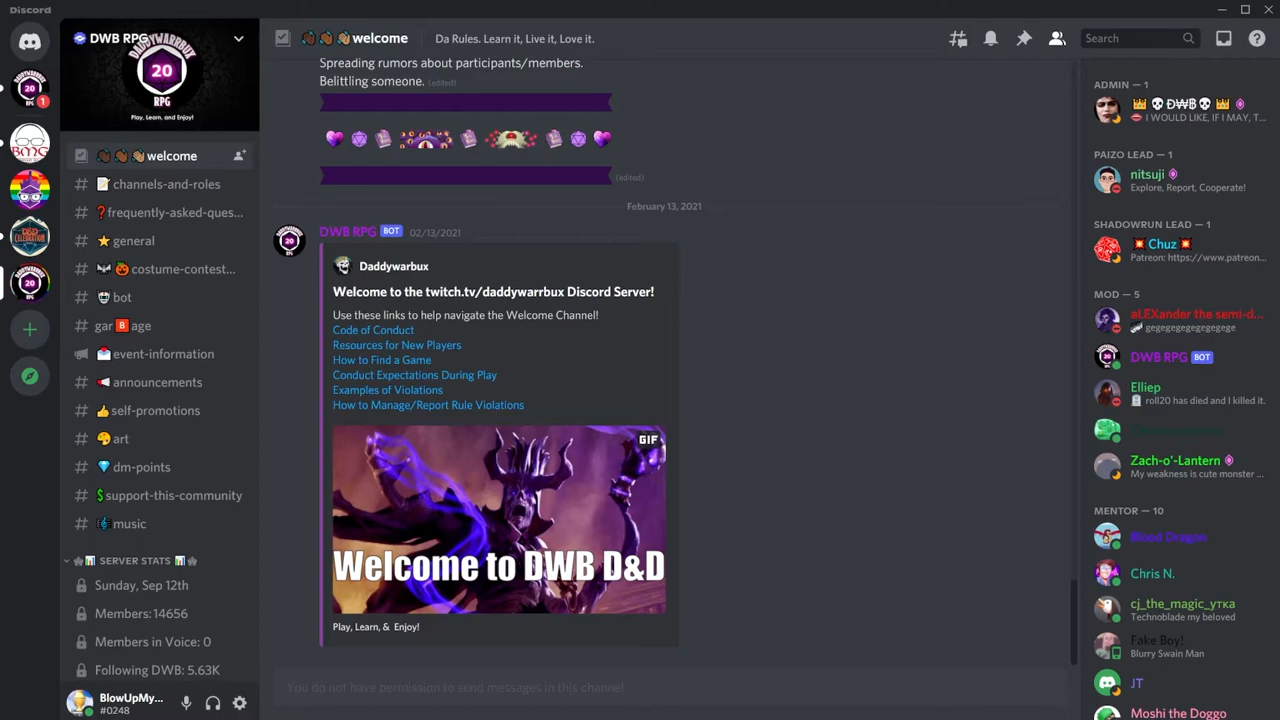 Discord
DWB RPG
DADDYWARRBUX
20
RPG
Play, Learn, and Enjoy!
20
RPG
1
BMG
D&D
CELEBRATION
20
RPG
welcome
channels-and-roles
❓frequently-asked-ques...
⭐general
🎃costume-contest...
bot
gar🅱age
event-information
announcements
👍self-promotions
🎨art
💎dm-points
$support-this-community
music
SERVER STATS
Sunday, Sep 12th
Members: 14656
Members in Voice: 0
Following DWB: 5.63K
BlowUpMy...
#0248
welcome
Da Rules. Learn it, Live it, Love it.
Search
Spreading rumors about participants/members.
Belittling someone. (edited)
(edited)
February 13, 2021
DWB RPG BOT 02/13/2021
Daddywarbux
Welcome to the twitch.tv/daddywarrbux Discord Server!
Use these links to help navigate the Welcome Channel!
Code of Conduct
Resources for New Players
How to Find a Game
Conduct Expectations During Play
Examples of Violations
How to Manage/Report Rule Violations
GIF
Welcome to DWB D&D
Play, Learn, & Enjoy!
You do not have permission to send messages in this channel
ADMIN — 1
👑💀ĐW฿💀👑
I WOULD LIKE, IF I MAY, T...
PAIZO LEAD — 1
nitsuji
Explore, Report, Cooperate!
SHADOWRUN LEAD — 1
💥 Chuz 💥
Patreon: https://www.patreon...
MOD — 5
aLEXander the semi-d...
gegegegegegegege
DWB RPG BOT
Elliep
roll20 has died and I killed it.
Zach-o'-Lantern
My weakness is cute monster ...
MENTOR — 10
Blood Dragon
Chris N.
cj_the_magic_утка
Technoblade my beloved
Fake Boy!
Blurry Swain Man
JT
Moshi the Doggo